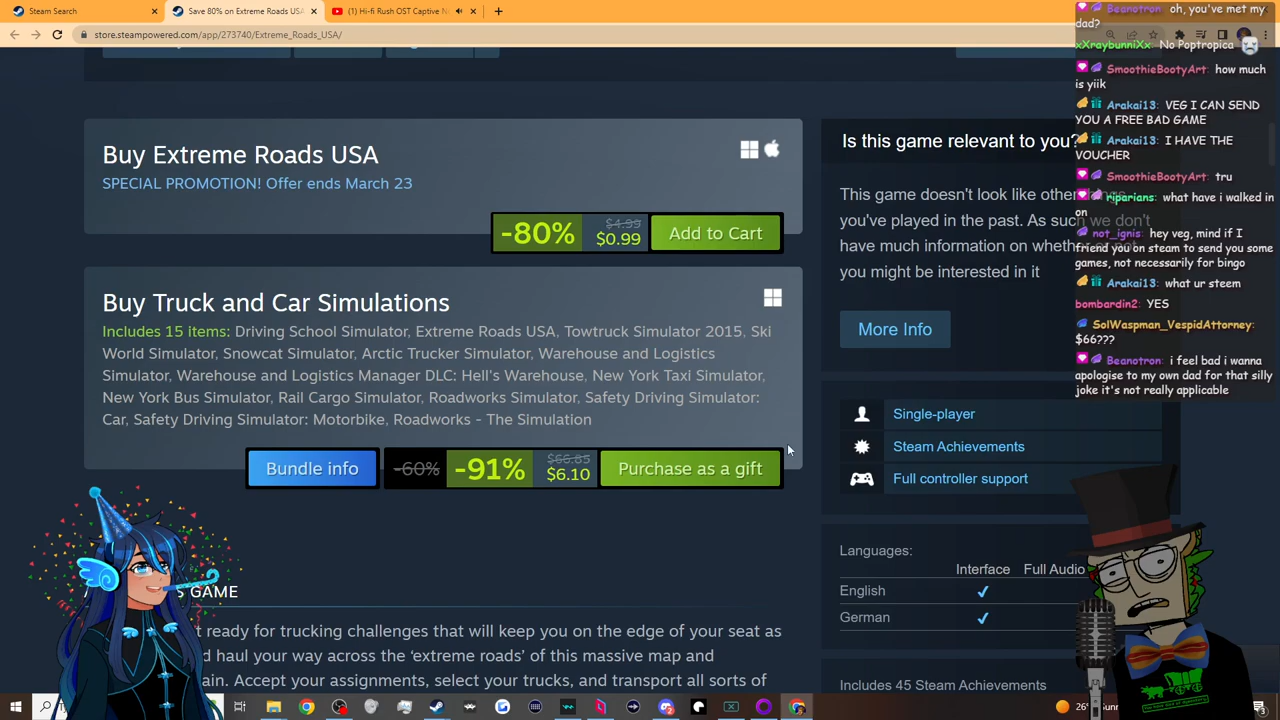 Steam Search
Save 80% on Extreme Roads USA
(1) Hi-fi Rush OST Captive N
store.steampowered.com/app/273740/Extreme_Roads_USA/
Buy Extreme Roads USA
SPECIAL PROMOTION! Offer ends March 23
-80%
$4.99
$0.99
Add to Cart
Buy Truck and Car Simulations
Includes 15 items: Driving School Simulator, Extreme Roads USA, Towtruck Simulator 2015, Ski
World Simulator, Snowcat Simulator, Arctic Trucker Simulator, Warehouse and Logistics
Simulator, Warehouse and Logistics Manager DLC: Hell's Warehouse, New York Taxi Simulator,
New York Bus Simulator, Rail Cargo Simulator, Roadworks Simulator, Safety Driving Simulator:
Car, Safety Driving Simulator: Motorbike, Roadworks - The Simulation
Bundle info
-60%
-91%
$66.85
$6.10
Purchase as a gift
GAME
t ready for trucking challenges that will keep you on the edge of your seat as
d haul your way across the 'extreme roads' of this massive map and
ain. Accept your assignments, select your trucks, and transport all sorts of
Is this game relevant to you?
This game doesn't look like other things
you've played in the past. As such we don't
have much information on whether or not
you might be interested in it
More Info
Single-player
Steam Achievements
Full controller support
Languages:
Interface Full Audio
English
German
Includes 45 Steam Achievements
Beanotron: oh, you've met my
dad?
xXraybunniXx: No Poptropica
SmoothieBootyArt: how much
is yiik
Arakai13: VEG I CAN SEND
YOU A FREE BAD GAME
Arakai13: I HAVE THE
VOUCHER
SmoothieBootyArt: tru
riparians: what have i walked in
on
not_ignis: hey veg, mind if I
friend you on steam to send you some
games, not necessarily for bingo
Arakai13: what ur steem
bombardin2: YES
SolWaspman_VespidAttorney:
$66???
Beanotron: i feel bad i wanna
apologise to my own dad for that silly
joke it's not really applicable